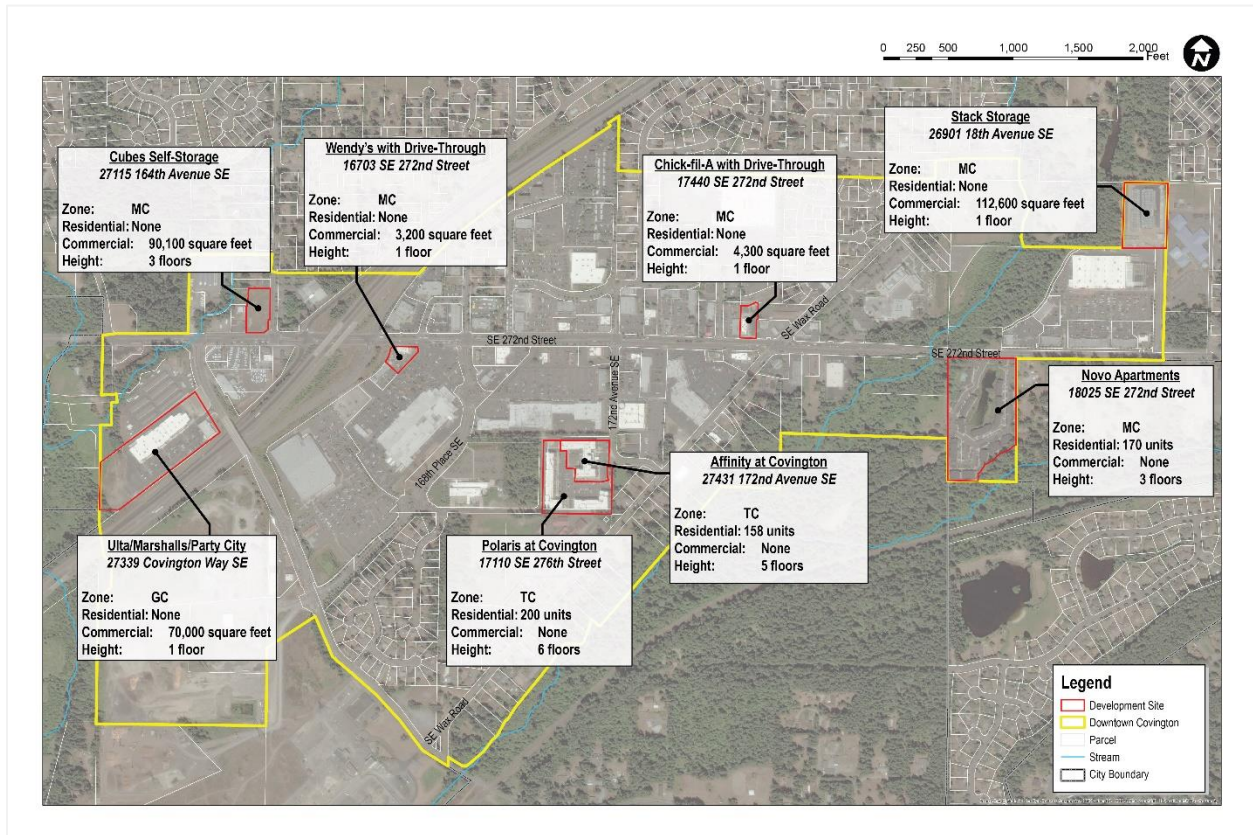 0 250 500 1,000 1,500 2,000
Feet
N
Stack Storage
26901 18th Avenue SE
Zone: MC
Residential: None
Commercial: 112,600 square feet
Height: 1 floor
Wendy's with Drive-Through
16703 SE 272nd Street
Zone: MC
Residential: None
Commercial: 3,200 square feet
Height: 1 floor
Cubes Self-Storage
27115 164th Avenue SE
Zone: MC
Residential: None
Commercial: 90,100 square feet
Height: 3 floors
Chick-fil-A with Drive-Through
17440 SE 272nd Street
Zone: MC
Residential: None
Commercial: 4,300 square feet
Height: 1 floor
SE Wax Road
SE 272nd Street
SE 272nd Street
172nd Avenue SE
168th Place SE
Novo Apartments
18025 SE 272nd Street
Zone: MC
Residential: 170 units
Commercial: None
Height: 3 floors
Affinity at Covington
27431 172nd Avenue SE
Zone: TC
Residential: 158 units
Commercial: None
Height: 5 floors
Ulta/Marshalls/Party City
27339 Covington Way SE
Zone: GC
Residential: None
Commercial: 70,000 square feet
Height: 1 floor
Polaris at Covington
17110 SE 276th Street
Zone: TC
Residential: 200 units
Commercial: None
Height: 6 floors
SE Wax Road
Legend
Development Site
Downtown Covington
Parcel
Stream
City Boundary